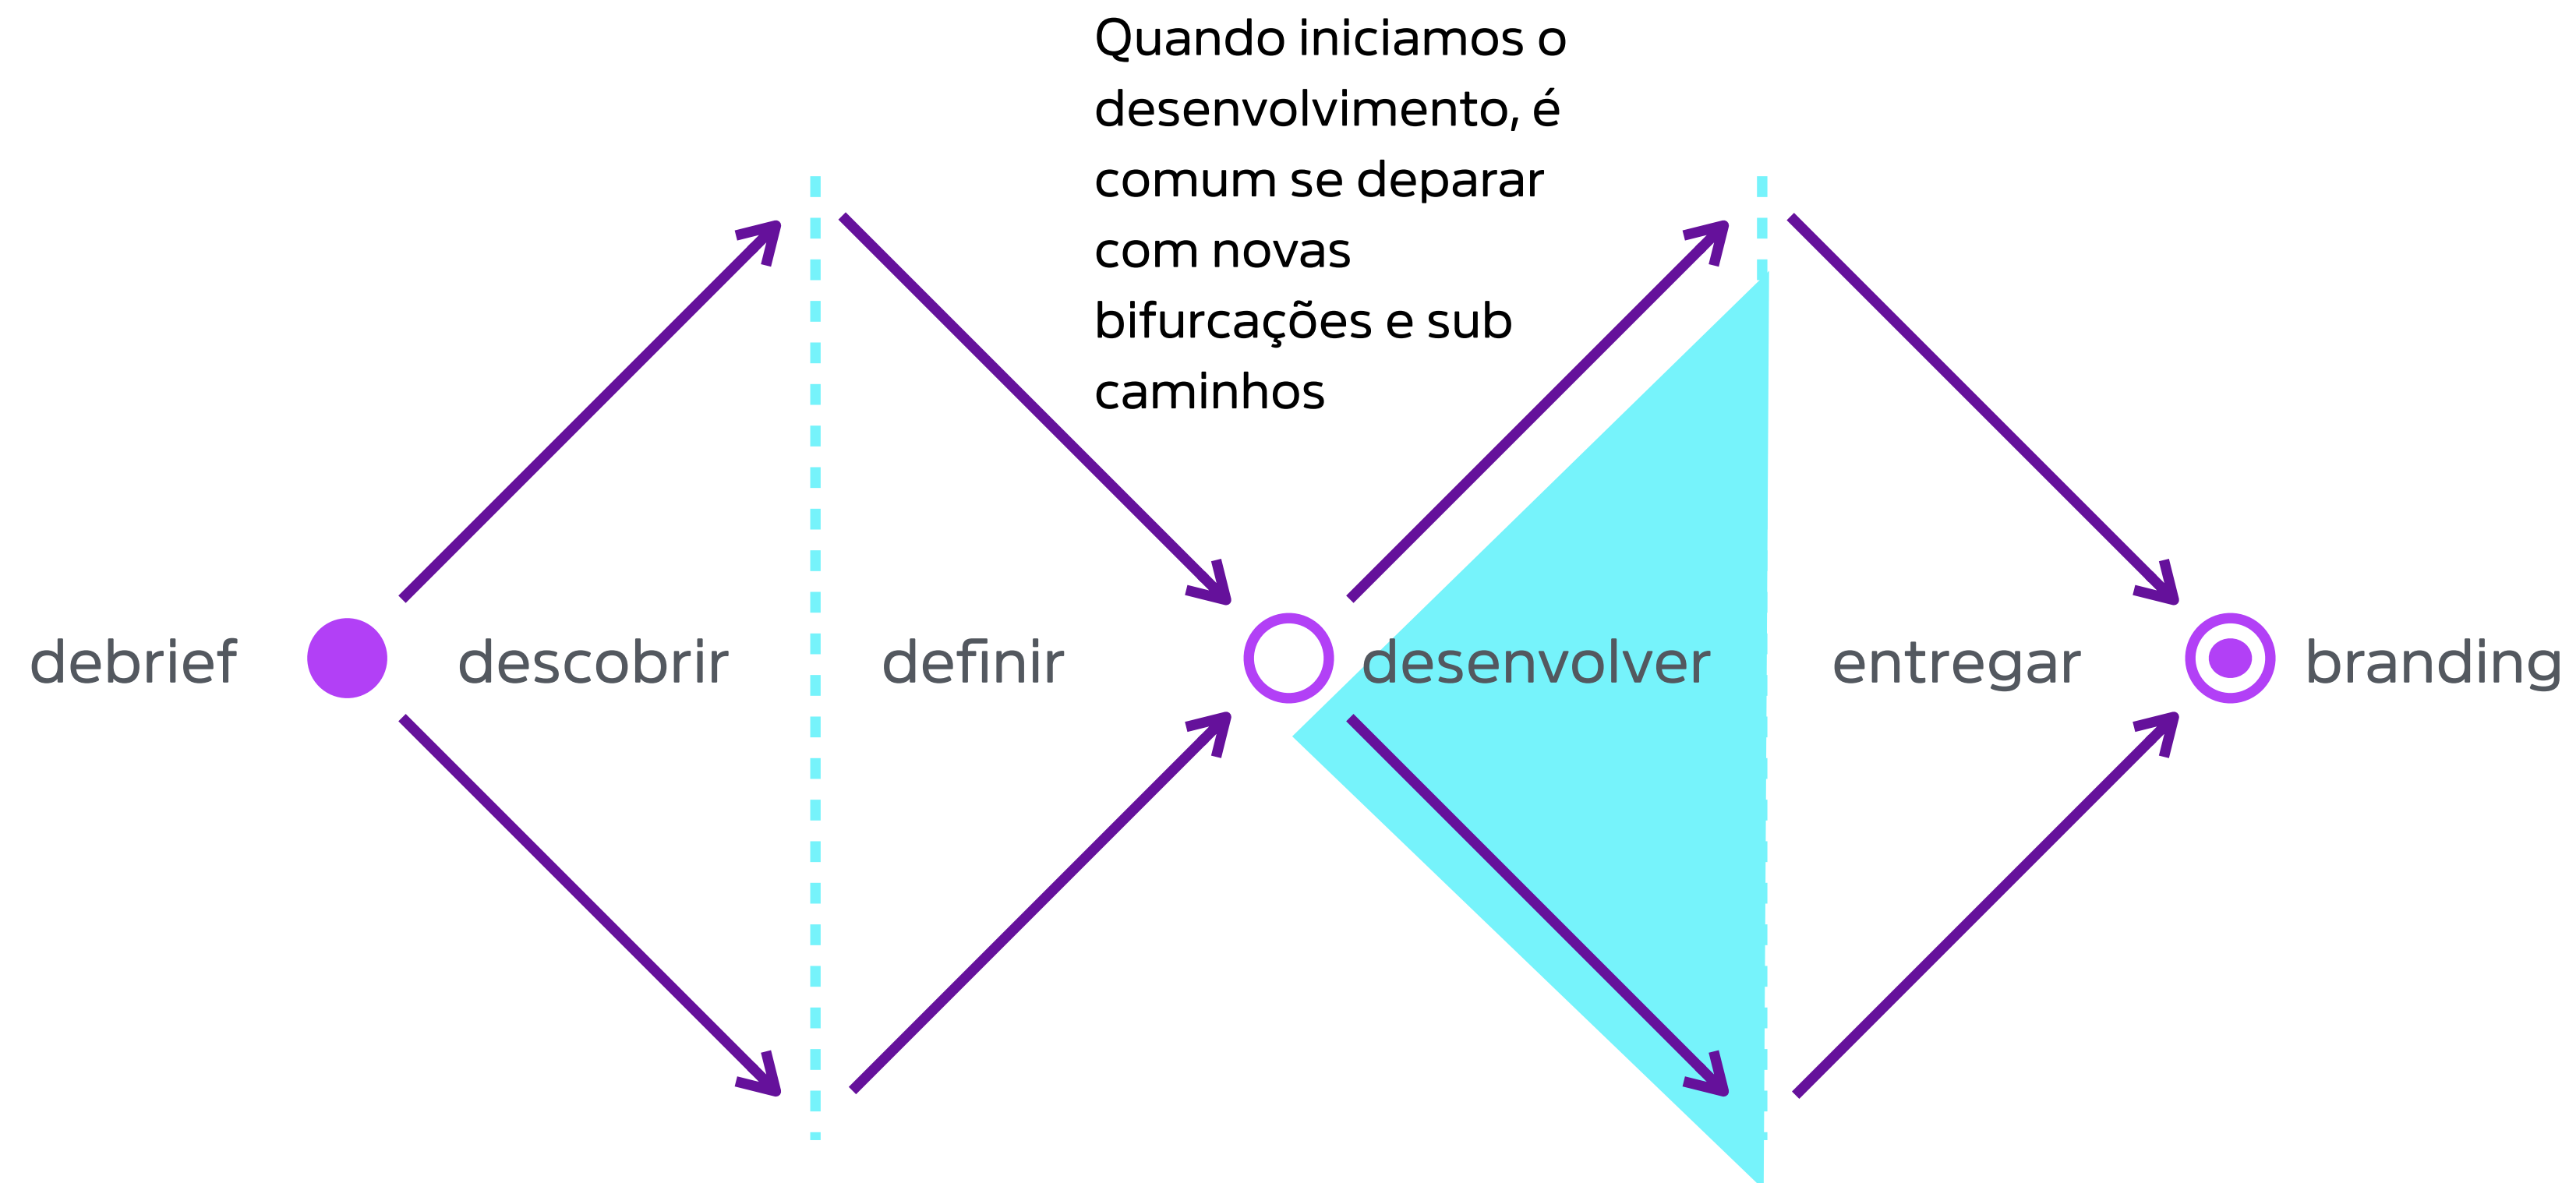 Quando iniciamos o
desenvolvimento, é
comum se deparar
com novas
bifurcações e sub
caminhos
debrief
descobrir
definir
desenvolver
entregar
branding